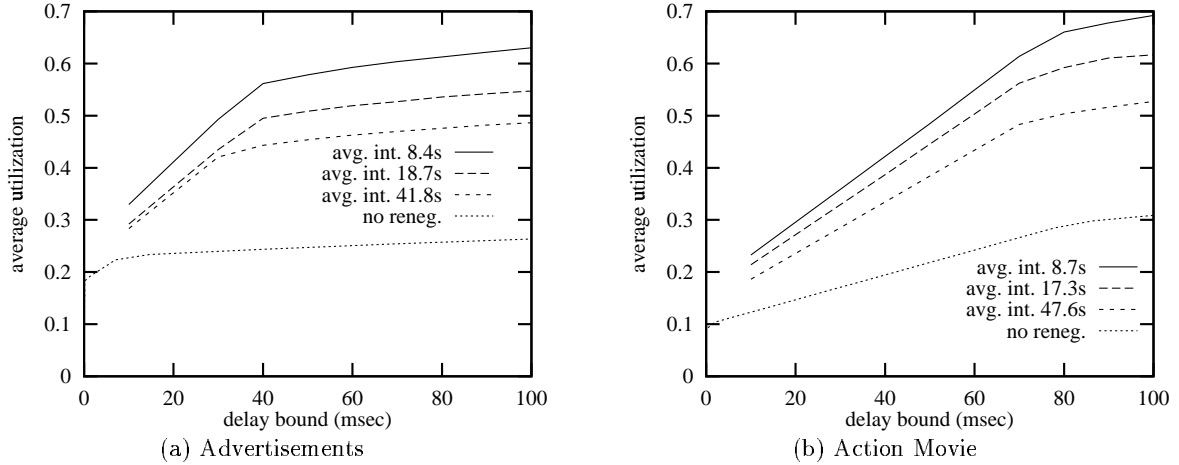 0.7
0.6
0.5
0.4
0.3
0.2
0.1
0
average utilization
avg. int. 8.4s
avg. int. 18.7s
avg. int. 41.8s
no reneg.
0 20 40 60 80 100
delay bound (msec)
(a) Advertisements
0.7
0.6
0.5
0.4
0.3
0.2
0.1
0
average utilization
avg. int. 8.7s
avg. int. 17.3s
avg. int. 47.6s
no reneg.
0 20 40 60 80 100
delay bound (msec)
(b) Action Movie